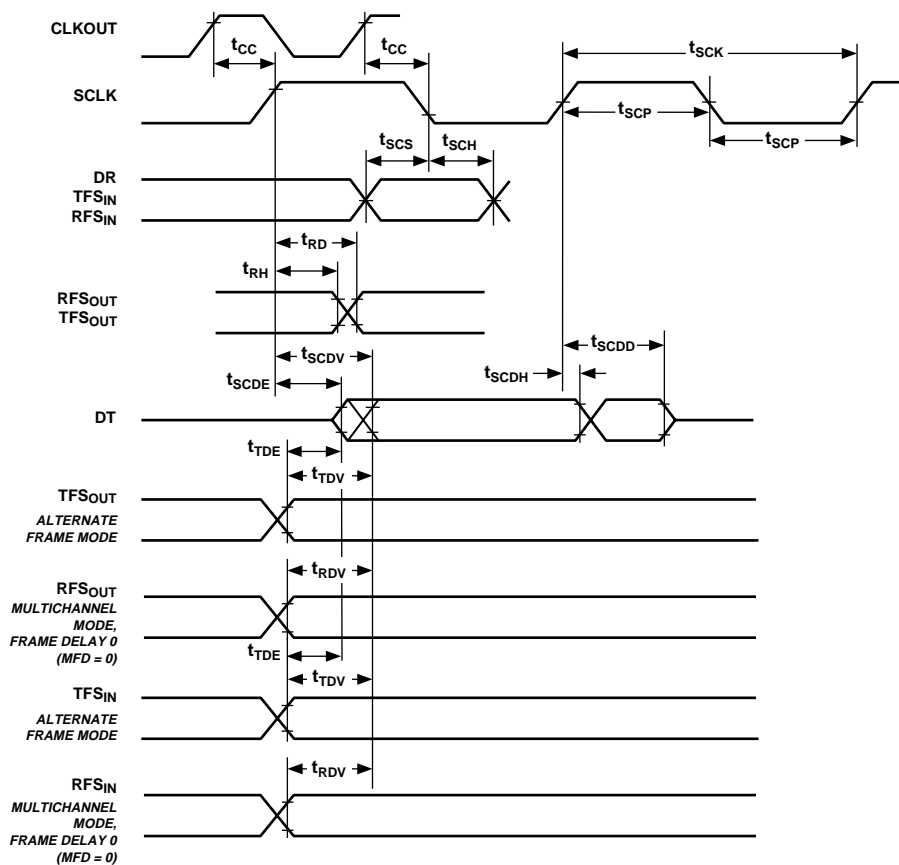 CLKOUT
tCC
tCC
tSCK
SCLK
tSCP
tSCP
tSCS
tSCH
DR
TFSIN
RFSIN
tRD
tRH
RFSOUT
TFSOUT
tSCDV
tSCDD
tSCDE
tSCDH
DT
tTDE
tTDV
TFSOUT
ALTERNATE
FRAME MODE
tRDV
RFSOUT
MULTICHANNEL
MODE,
FRAME DELAY 0
(MFD = 0)
tTDE
tTDV
TFSIN
ALTERNATE
FRAME MODE
tRDV
RFSIN
MULTICHANNEL
MODE,
FRAME DELAY 0
(MFD = 0)